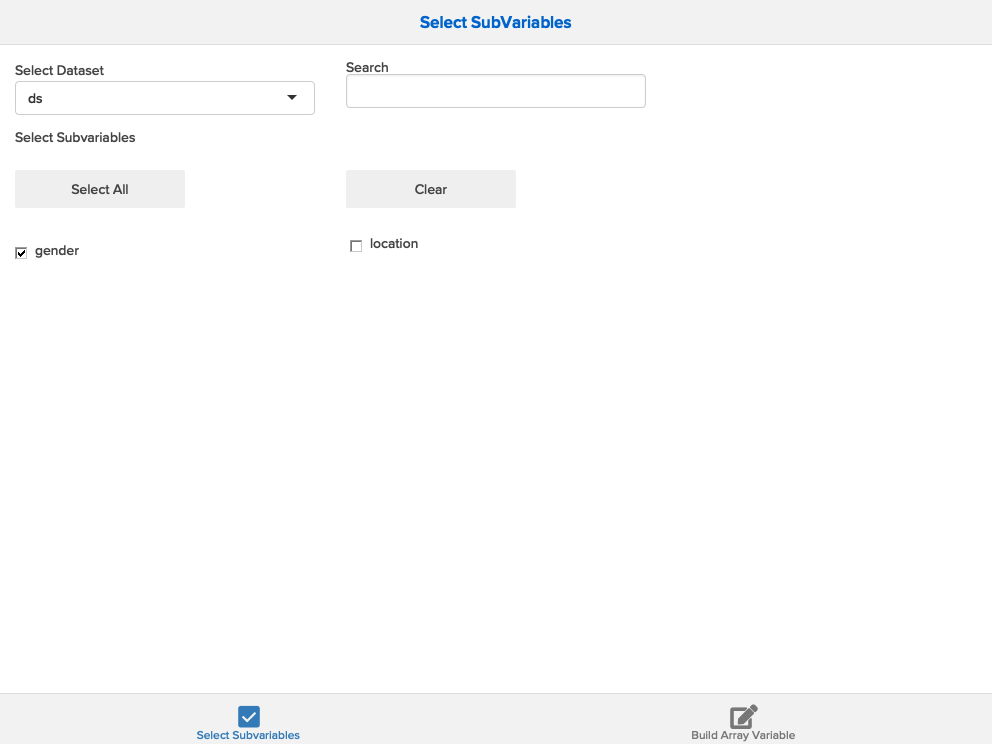 Select SubVariables
Select Dataset
Search
ds
Select Subvariables
Select All
Clear
gender
location
Select Subvariables
Build Array Variable